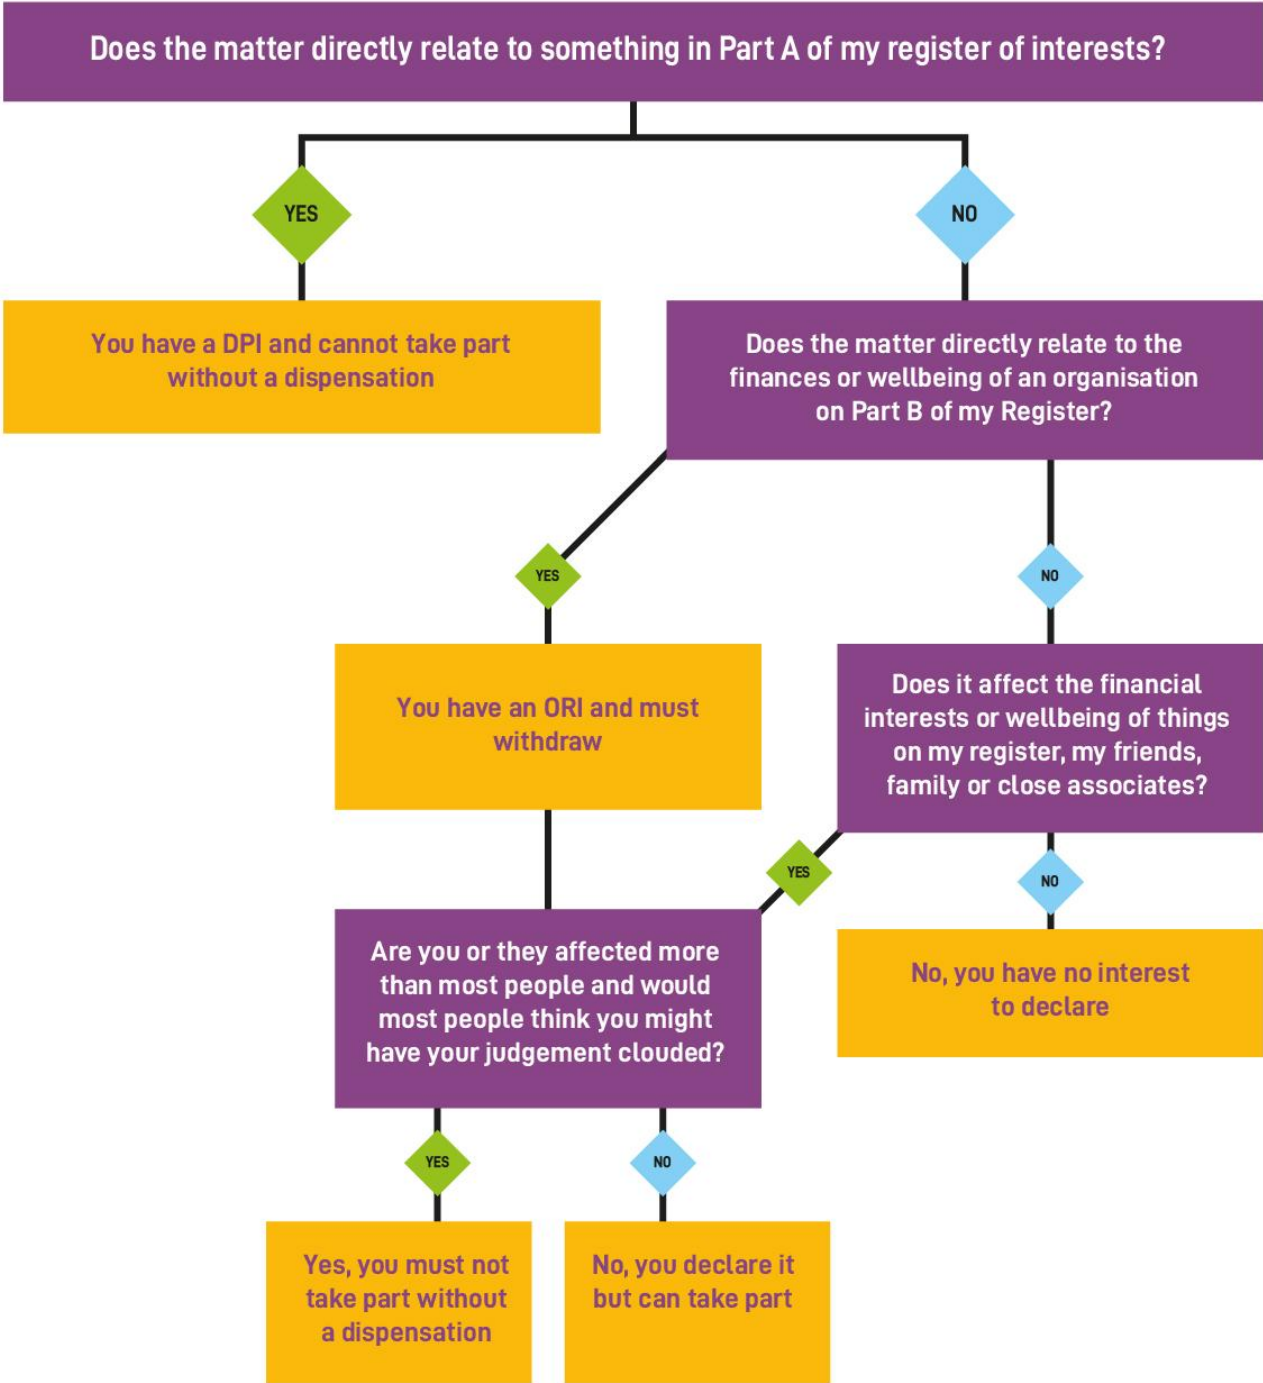 Does the matter directly relate to something in Part A of my register of interests?
YES
NO
You have a DPI and cannot take part
without a dispensation
Does the matter directly relate to the
finances or wellbeing of an organisation
on Part B of my Register?
YES
NO
You have an ORI and must
withdraw
Does it affect the financial
interests or wellbeing of things
on my register, my friends,
family or close associates?
YES
NO
Are you or they affected more
than most people and would
most people think you might
have your judgement clouded?
No, you have no interest
to declare
YES
NO
Yes, you must not
take part without
a dispensation
No, you declare it
but can take part